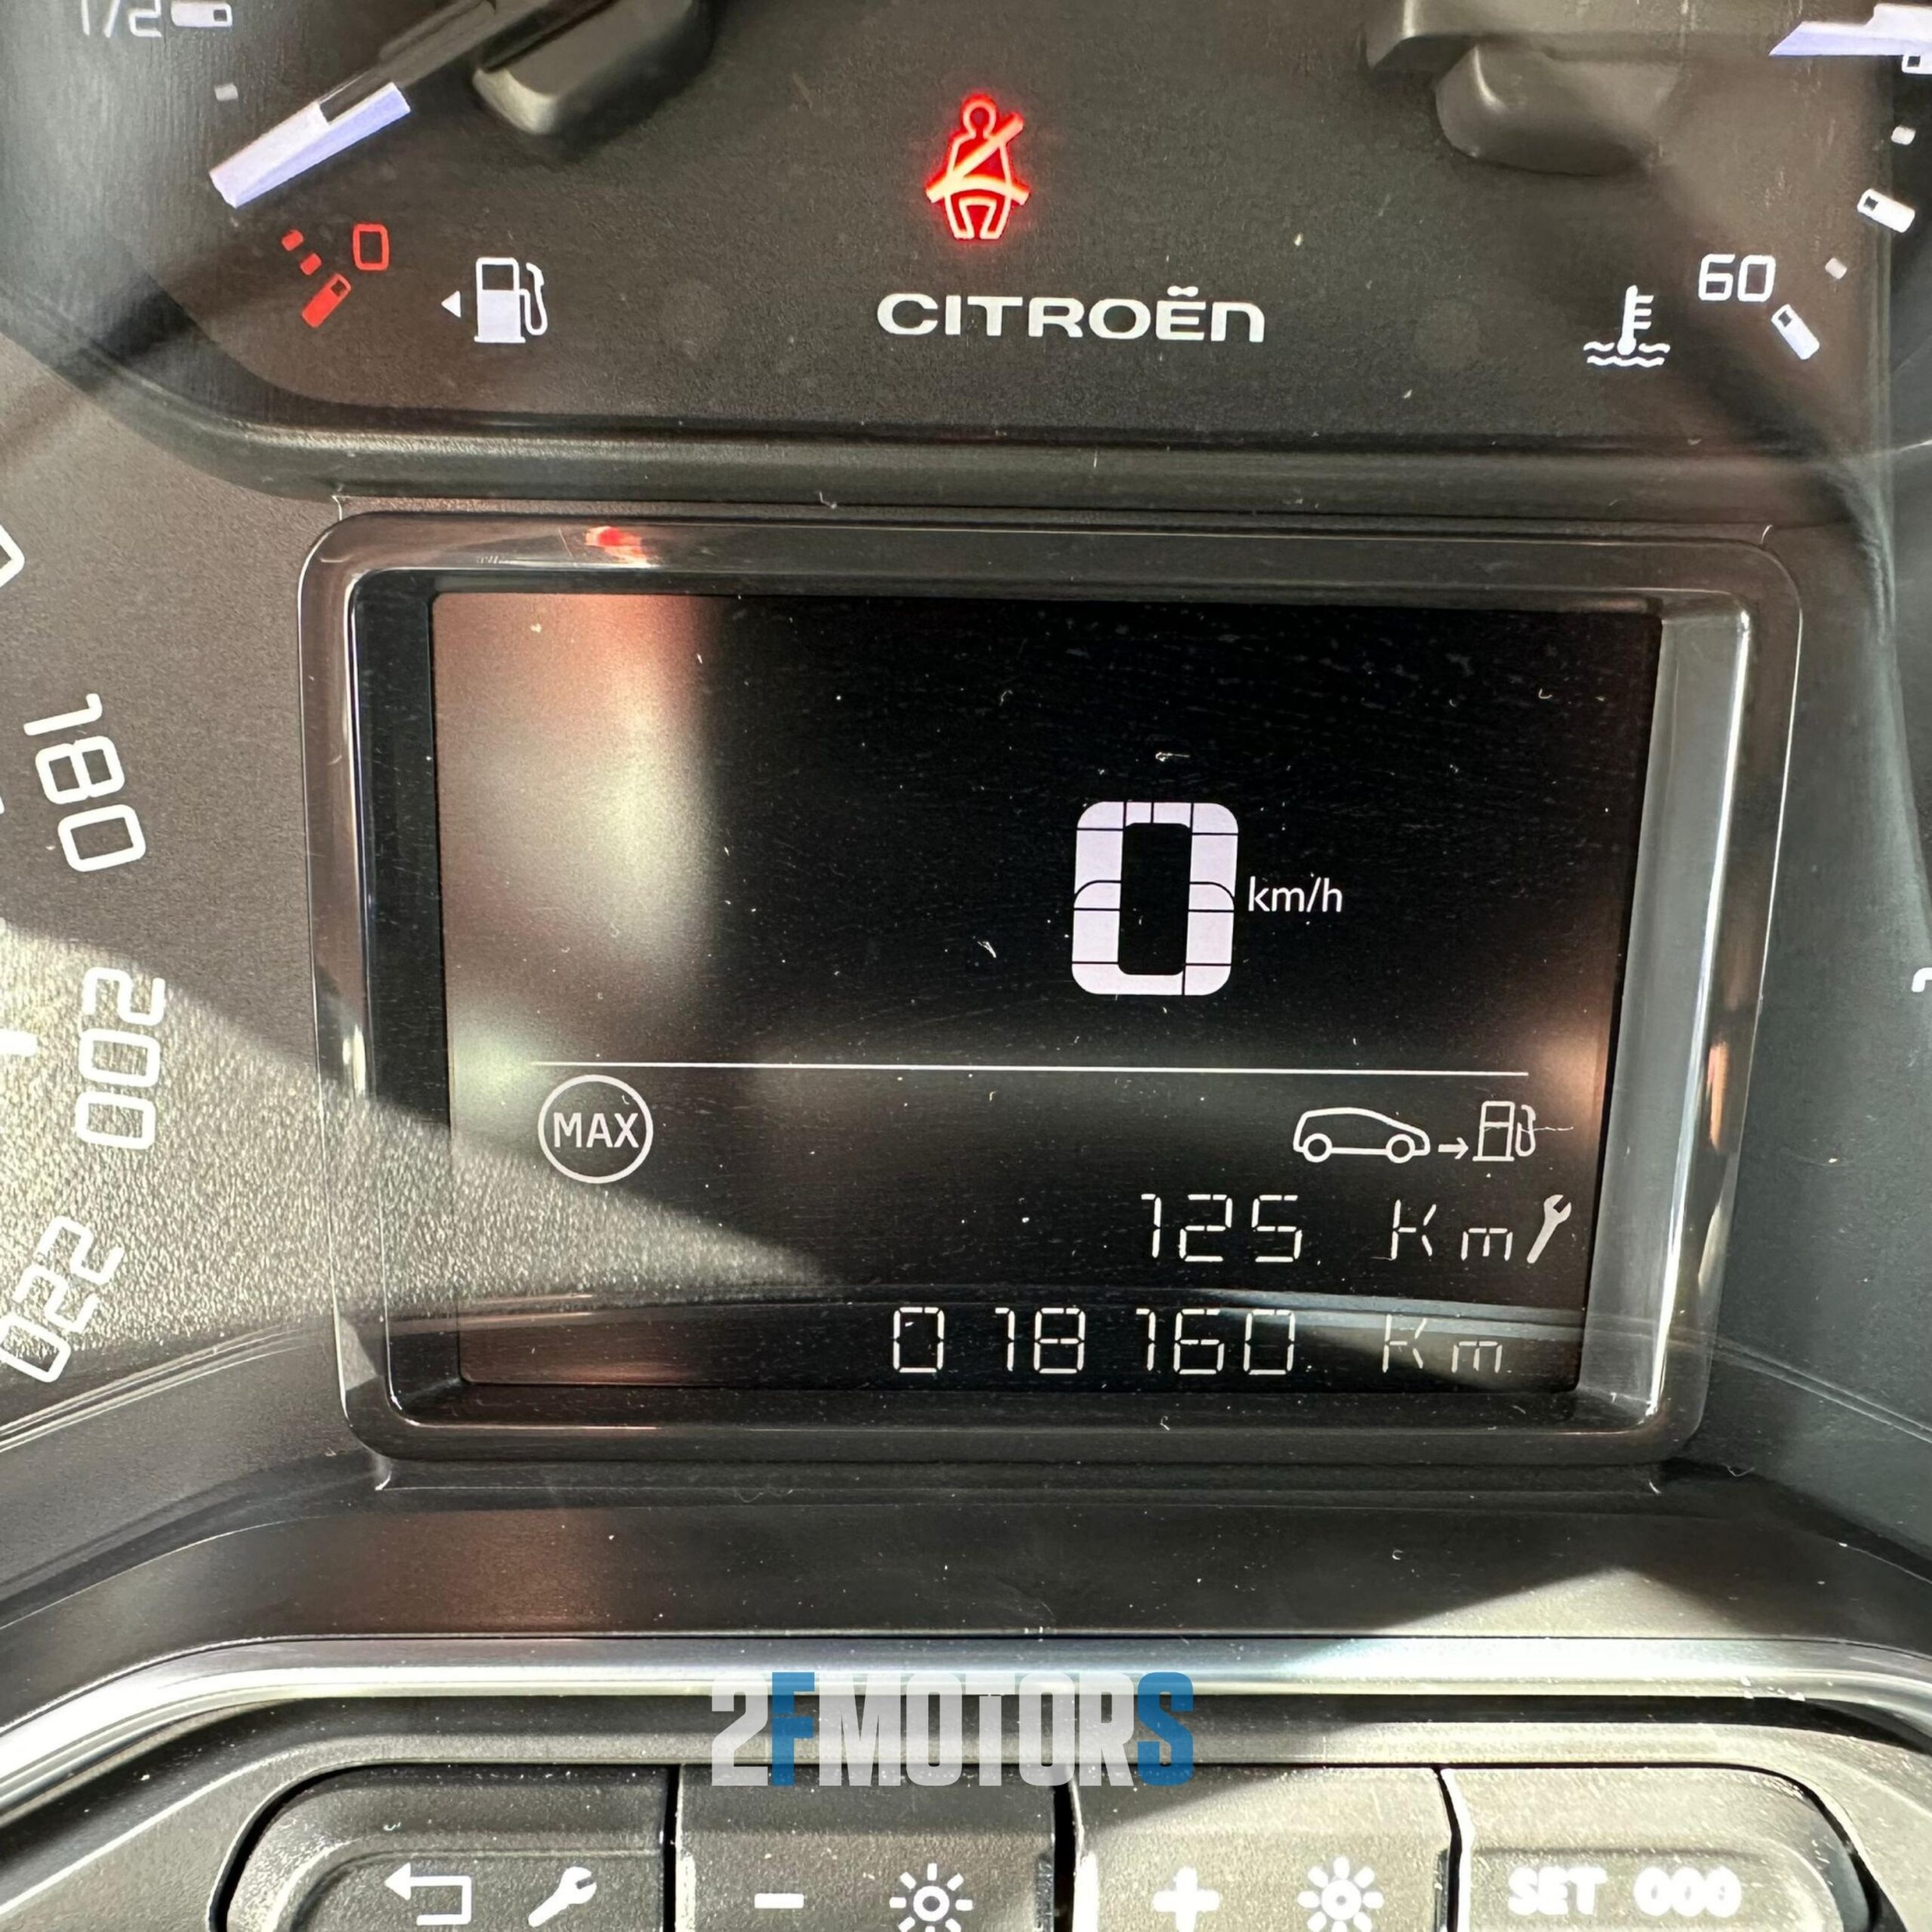 1/2
0
CITROËN
60
180
0 km/h
200
MAX
125 Km
220
018160 Km
2FMOTORS
SET 000